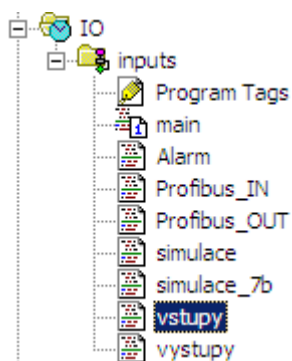 IO
inputs
Program Tags
main
Alarm
Profibus_IN
Profibus_OUT
simulace
simulace_7b
vstupy
vystupy